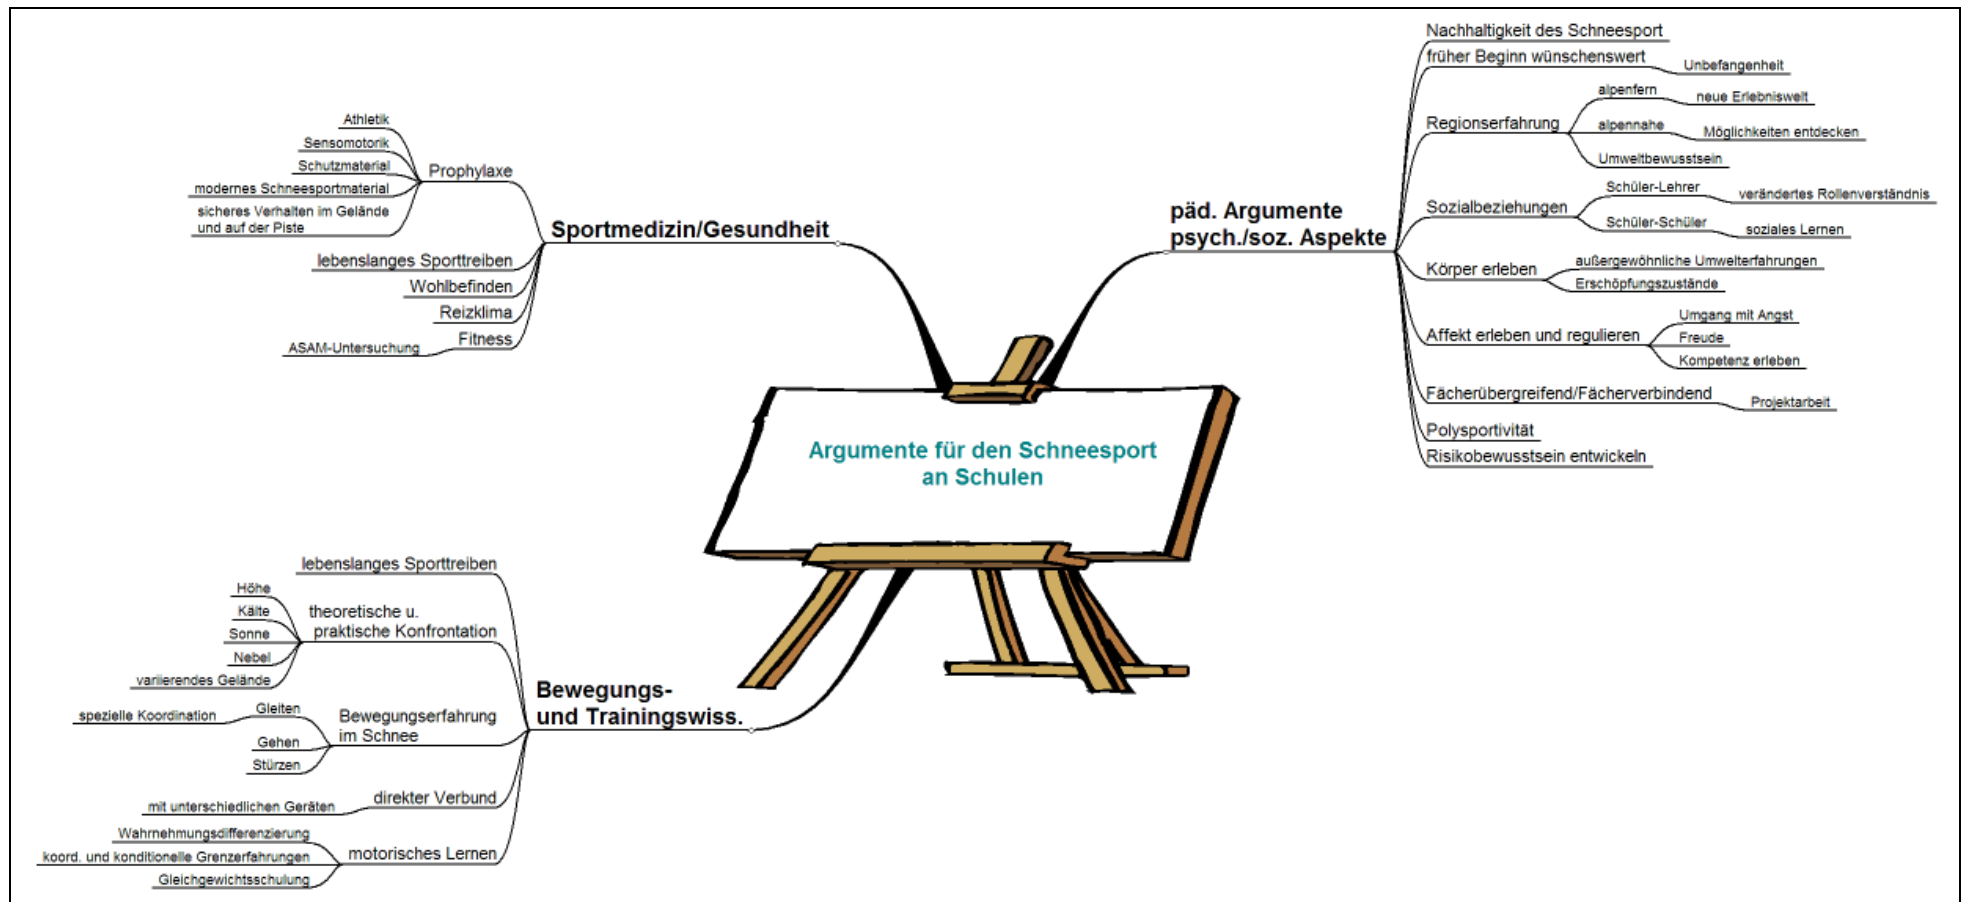 Argumente für den Schneesport
an Schulen
Sportmedizin/Gesundheit
Prophylaxe
Athletik
Sensomotorik
Schutzmaterial
modernes Schneesportmaterial
sicheres Verhalten im Gelände
und auf der Piste
lebenslanges Sporttreiben
Wohlbefinden
Reizklima
Fitness
ASAM-Untersuchung
päd. Argumente
psych./soz. Aspekte
Nachhaltigkeit des Schneesport
früher Beginn wünschenswert
Unbefangenheit
Regionserfahrung
alpenfern
neue Erlebniswelt
alpennahe
Möglichkeiten entdecken
Umweltbewusstsein
Sozialbeziehungen
Schüler-Lehrer
verändertes Rollenverständnis
Schüler-Schüler
soziales Lernen
Körper erleben
außergewöhnliche Umwelterfahrungen
Erschöpfungszustände
Affekt erleben und regulieren
Umgang mit Angst
Freude
Kompetenz erleben
Fächerübergreifend/Fächerverbindend
Projektarbeit
Polysportivität
Risikobewusstsein entwickeln
Bewegungs-
und Trainingswiss.
lebenslanges Sporttreiben
theoretische u.
praktische Konfrontation
Höhe
Kälte
Sonne
Nebel
variierendes Gelände
Bewegungserfahrung
im Schnee
Gleiten
spezielle Koordination
Gehen
Stürzen
direkter Verbund
mit unterschiedlichen Geräten
motorisches Lernen
Wahrnehmungsdifferenzierung
koord. und konditionelle Grenzerfahrungen
Gleichgewichtsschulung